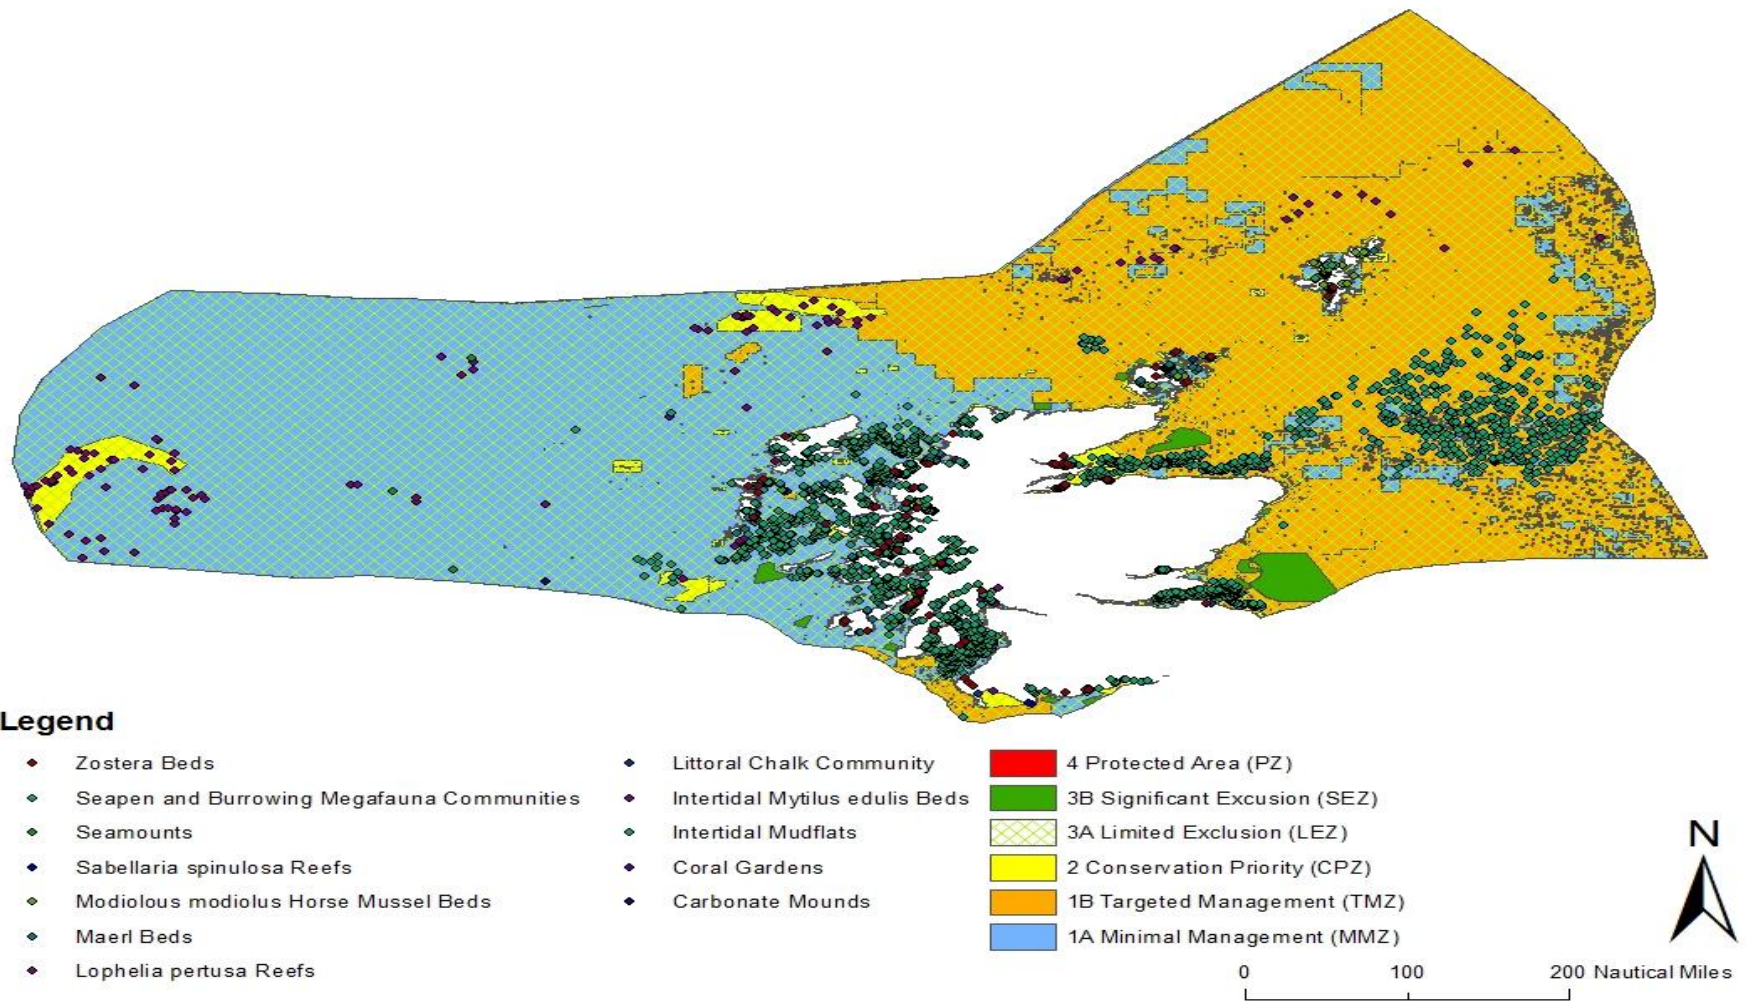 Legend
Zostera Beds
Seapen and Burrowing Megafauna Communities
Seamounts
Sabellaria spinulosa Reefs
Modiolous modiolus Horse Mussel Beds
Maerl Beds
Lophelia pertusa Reefs
Littoral Chalk Community
Intertidal Mytilus edulis Beds
Intertidal Mudflats
Coral Gardens
Carbonate Mounds
4 Protected Area (PZ)
3B Significant Excusion (SEZ)
3A Limited Exclusion (LEZ)
2 Conservation Priority (CPZ)
1B Targeted Management (TMZ)
1A Minimal Management (MMZ)
N
0 100 200 Nautical Miles